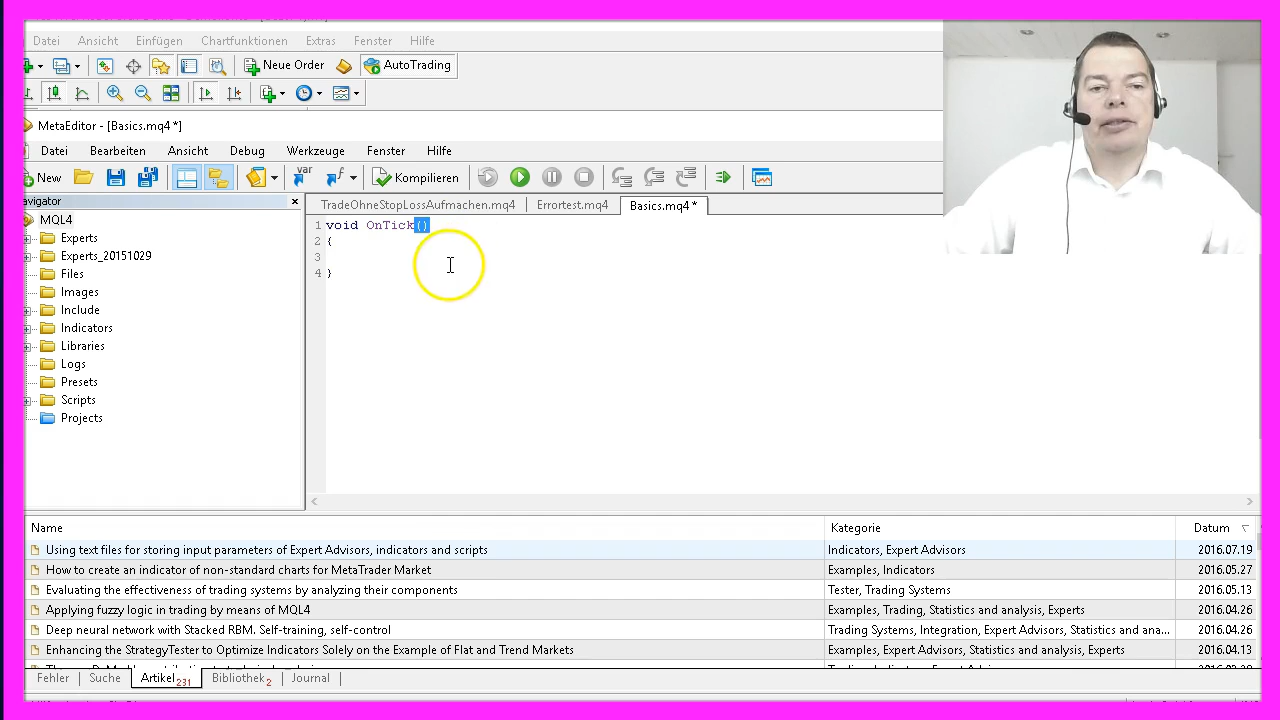 Datei Ansicht Einfügen Chartfunktionen Extras Fenster Hilfe
Neue Order AutoTrading
MetaEditor - [Basics.mq4 *]
Datei Bearbeiten Ansicht Debug Werkzeuge Fenster Hilfe
New var Kompilieren
avigator × TradeOhneStopLossAufmachen.mq4 Errortest.mq4 Basics.mq4 *
MQL4
Experts
Experts_20151029
Files
Images
Include
Indicators
Libraries
Logs
Presets
Scripts
Projects
1 void OnTick()
2 {
3
4 }
Name Kategorie Datum
Using text files for storing input parameters of Expert Advisors, indicators and scripts Indicators, Expert Advisors 2016.07.19
How to create an indicator of non-standard charts for MetaTrader Market Examples, Indicators 2016.05.27
Evaluating the effectiveness of trading systems by analyzing their components Tester, Trading Systems 2016.05.13
Applying fuzzy logic in trading by means of MQL4 Examples, Trading, Statistics and analysis, Experts 2016.04.26
Deep neural network with Stacked RBM. Self-training, self-control Trading Systems, Integration, Expert Advisors, Statistics and ana... 2016.04.26
Enhancing the StrategyTester to Optimize Indicators Solely on the Example of Flat and Trend Markets Examples, Expert Advisors, Statistics and analysis, Experts 2016.04.26
Fehler Suche Artikel 231 Bibliothek 2 Journal